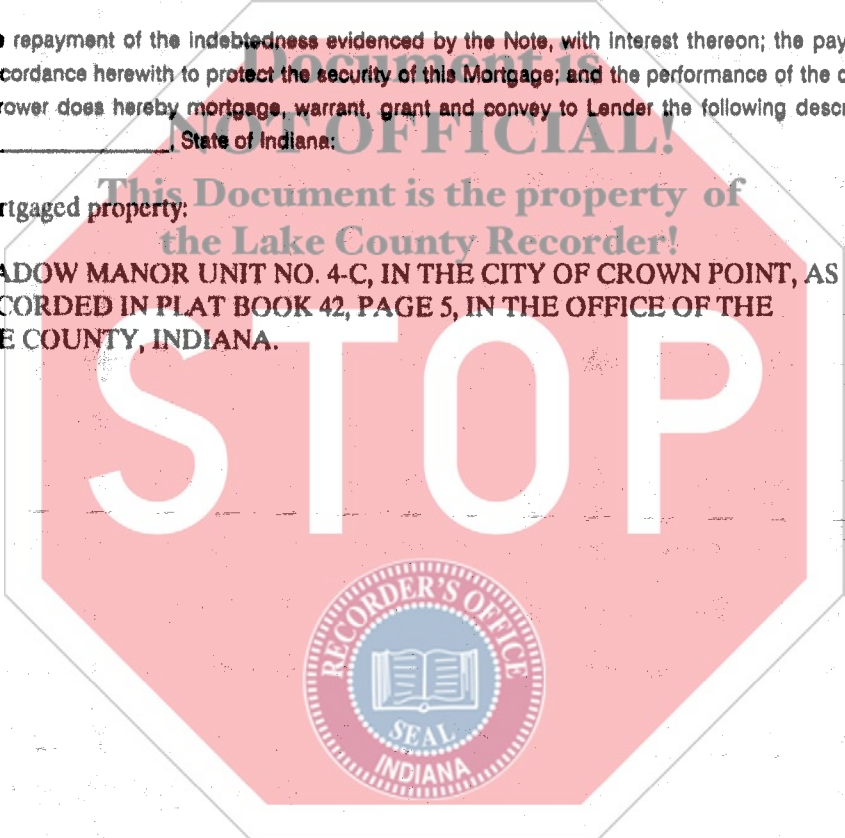 repayment of the indebtedness evidenced by the Note, with interest thereon; the pay
cordance herewith to protect the security of this Mortgage; and the performance of the c
rower does hereby mortgage, warrant, grant and convey to Lender the following descr
, State of Indiana:
Document is
NOT OFFICIAL!
This Document is the property of
the Lake County Recorder!
rtgaged property:
ADOW MANOR UNIT NO. 4-C, IN THE CITY OF CROWN POINT, AS
CORDED IN PLAT BOOK 42, PAGE 5, IN THE OFFICE OF THE
E COUNTY, INDIANA.
STOP
RECORDER'S OFFICE
SEAL
INDIANA